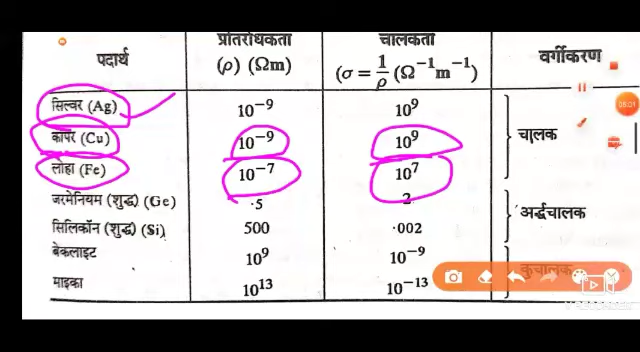 पदार्थ प्रतिरोधकता (ρ) (Ωm) चालकता (σ = 1/ρ (Ω⁻¹m⁻¹) वर्गीकरण
सिल्वर (Ag) 10⁻⁹ 10⁹
कॉपर (Cu) 10⁻⁹ 10⁹ चालक
लोहा (Fe) 10⁻⁷ 10⁷
जरमेनियम (शुद्ध) (Ge) ·5 2
सिलिकॉन (शुद्ध) (Si) 500 ·002 अर्द्धचालक
बेकलाइट 10⁹ 10⁻⁹ कुचालक
माइका 10¹³ 10⁻¹³